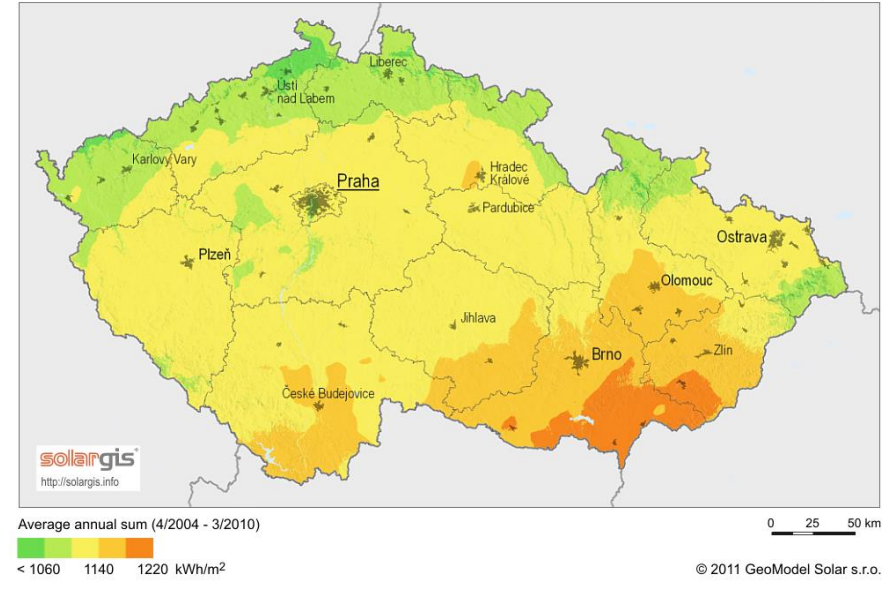 Liberec
Ústí
nad Labem
Karlovy Vary
Praha
Hradec
Králové
Pardubice
Plzeň
Ostrava
Olomouc
Jihlava
Brno
Zlín
České Budejovice
solargis
http://solargis.info
Average annual sum (4/2004 - 3/2010)
0 25 50 km
< 1060 1140 1220 kWh/m²
© 2011 GeoModel Solar s.r.o.